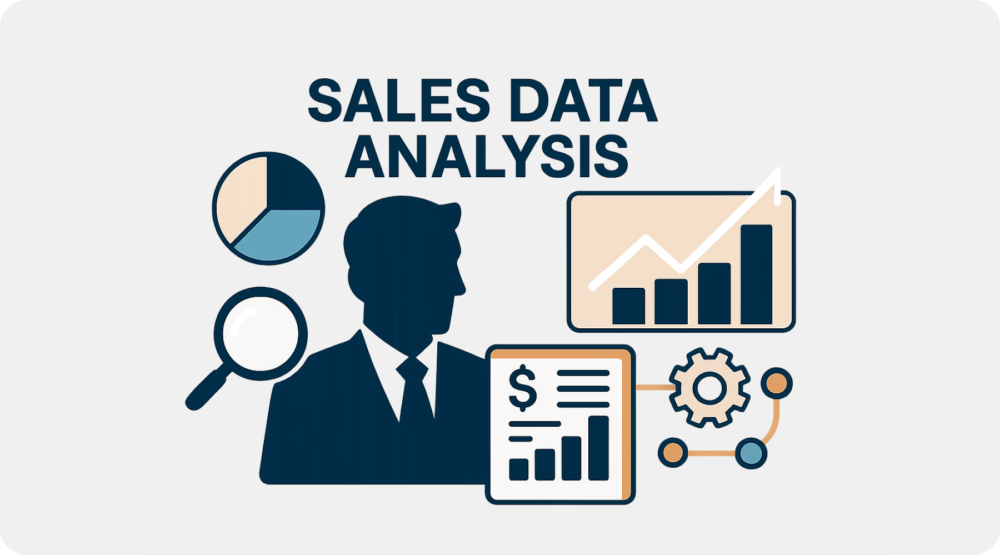 SALES DATA
ANALYSIS
$